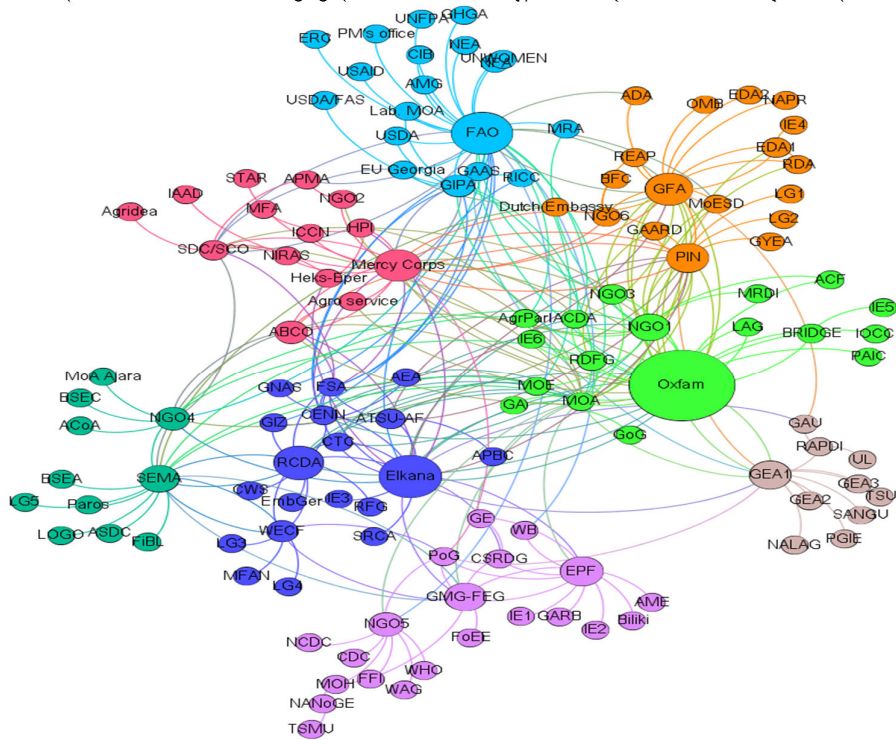 UNFPA
GHGA
ERC
PM's office
NEA
CIB
UNWOMEN
USAID
AMG
USDA/FAS
Lab. MOA
FAO
MRA
USDA
EU Georgia
GAAS
GIPA
RICC
ADA
OMB
EDA2
NAPR
IE4
EDA1
REAP
RDA
BFC
GFA
MoESD
LG1
Dutch Embassy
NGO6
LG2
GAARD
GYEA
PIN
STAR
APMA
IAAD
NGO2
Agridea
MFA
ICCN
HPI
SDC/SCO
NIRAS
Mercy Corps
Heks-Eper
Agro service
ABCO
NGO3
MRDI
ACF
AgrParl
ACDA
NGO1
LAG
IE5
BRIDGE
IOCC
IE6
RDFG
PAIC
MOE
Oxfam
GA
MOA
GoG
MoA Ajara
BSEC
NGO4
ACoA
GNAS
FSA
AEA
GIZ
CENN
ATSU-AF
CTC
APBC
RCDA
Elkana
BSEA
SEMA
CWS
EmbGer
IE3
RFG
LG5
Paros
LOGO
ASDC
FiBL
WECF
SRCA
LG3
MFAN
LG4
GAU
RAPDI
UL
GEA1
GEA3
TSU
GEA2
SANGU
NALAG
PGIE
GE
WB
PoG
CSRDG
EPF
GMG-FEG
AME
IE1
GARB
Biliki
IE2
NGO5
FoEE
NCDC
CDC
WHO
MOH
FFI
WAG
NANoGE
TSMU